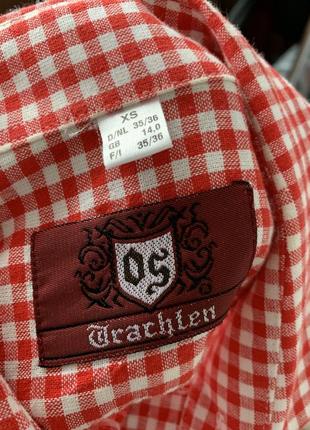 XS
D/NL 35/36
GB 14,0
F/I 35/36
OS
Trachten